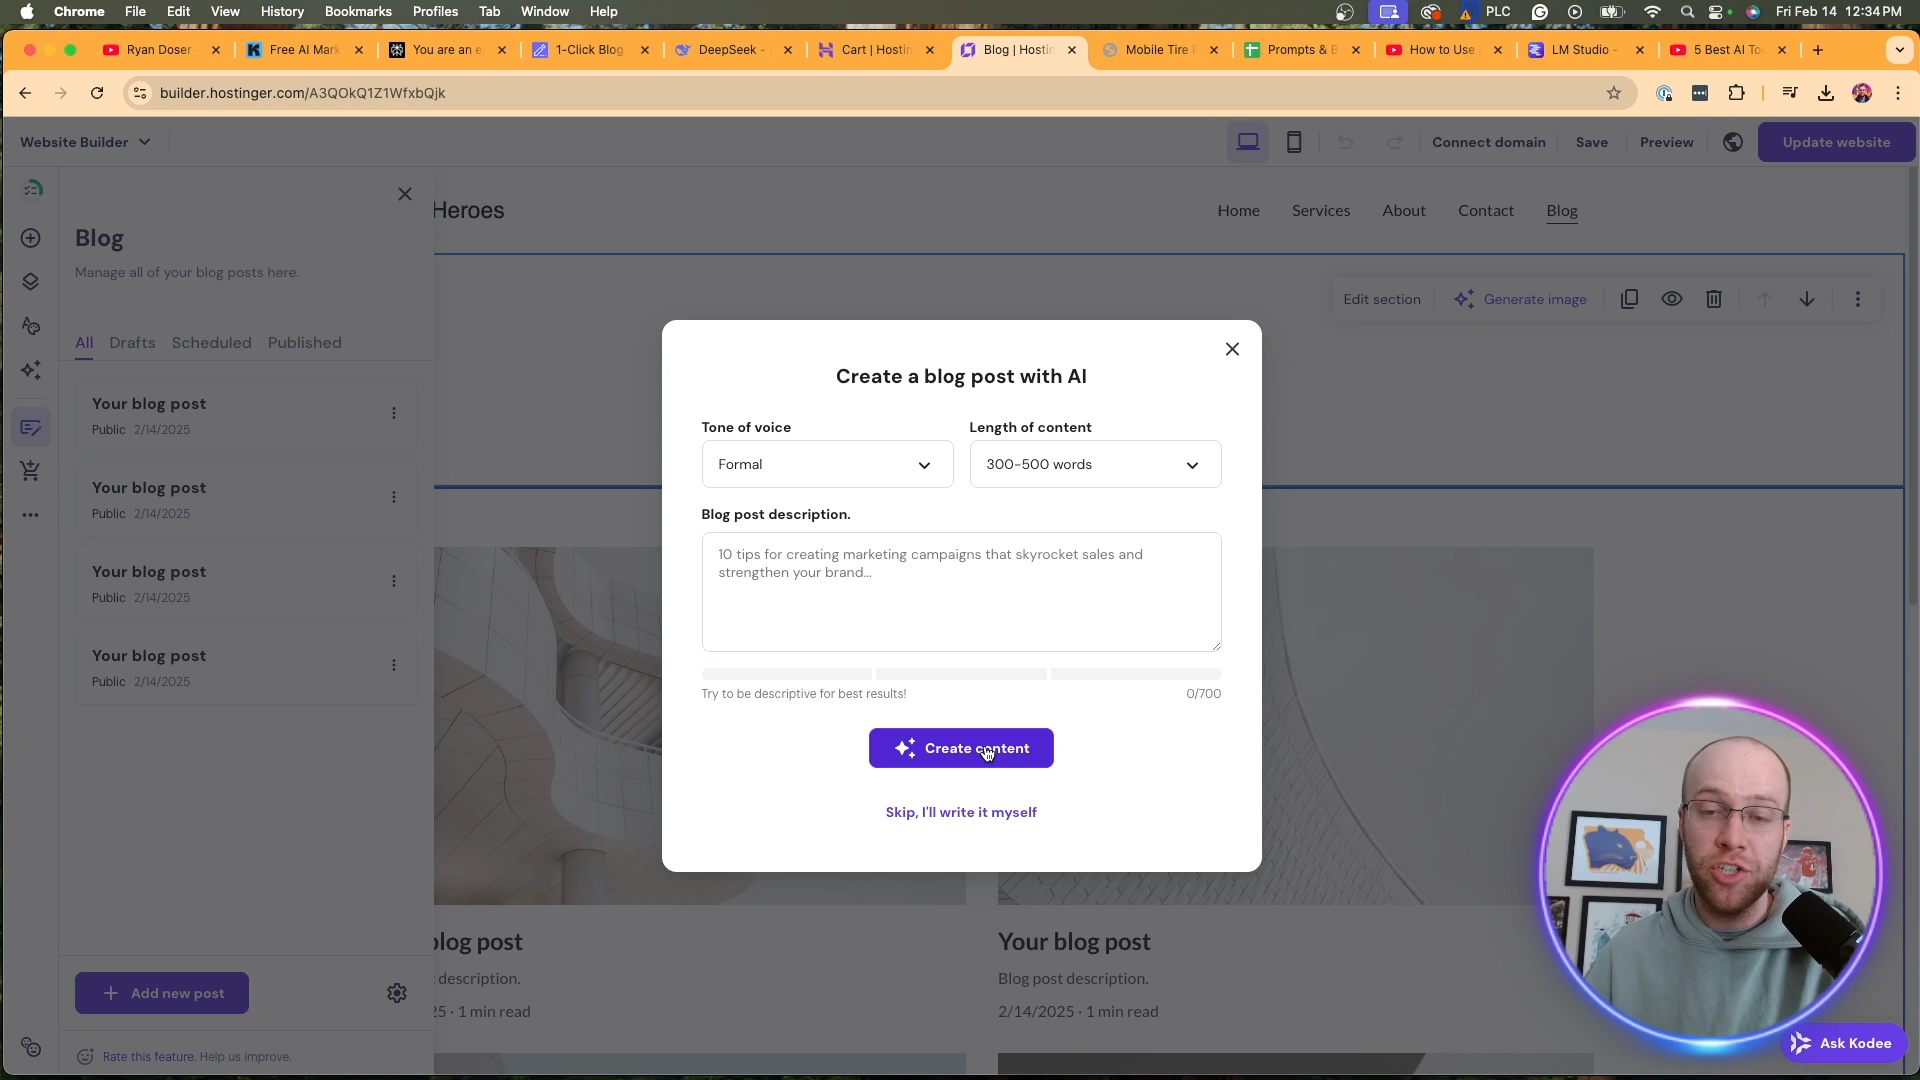 Chrome File Edit View History Bookmarks Profiles Tab Window Help PLC Fri Feb 14 12:34 PM
Ryan Doser Free AI Mark You are an e 1-Click Blog DeepSeek - Cart | Hostin Blog | Hostin Mobile Tire Prompts & B How to Use LM Studio - 5 Best AI To
builder.hostinger.com/A3QOkQ1Z1WfxbQjk
Website Builder Connect domain Save Preview Update website
Heroes Home Services About Contact Blog
Blog
Manage all of your blog posts here.
Edit section Generate image
All Drafts Scheduled Published
Your blog post
Public 2/14/2025
Your blog post
Public 2/14/2025
Your blog post
Public 2/14/2025
Your blog post
Public 2/14/2025
Add new post
Rate this feature. Help us improve.
Create a blog post with AI
Tone of voice Length of content
Formal 300-500 words
Blog post description.
10 tips for creating marketing campaigns that skyrocket sales and
strengthen your brand...
Try to be descriptive for best results! 0/700
Create content
Skip, I'll write it myself
blog post Your blog post
description. Blog post description.
25 · 1 min read 2/14/2025 · 1 min read
Ask Kodee